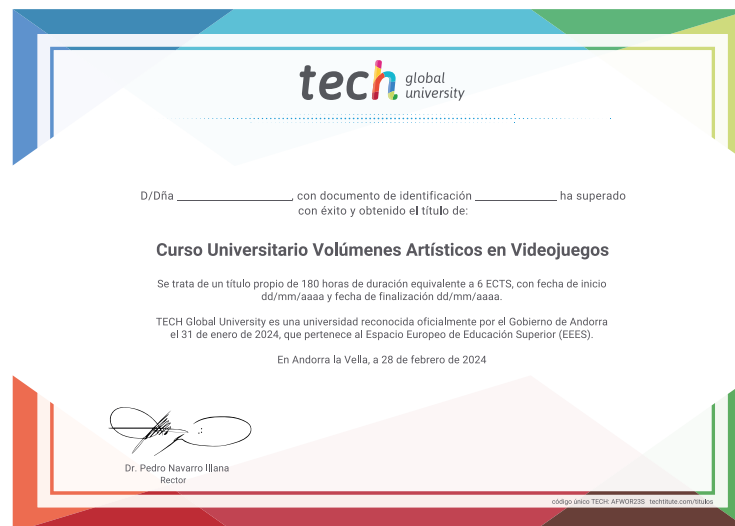 tech global university
D/Dña ____________________, con documento de identificación ______________ ha superado
con éxito y obtenido el título de:
Curso Universitario Volúmenes Artísticos en Videojuegos
Se trata de un título propio de 180 horas de duración equivalente a 6 ECTS, con fecha de inicio
dd/mm/aaaa y fecha de finalización dd/mm/aaaa.
TECH Global University es una universidad reconocida oficialmente por el Gobierno de Andorra
el 31 de enero de 2024, que pertenece al Espacio Europeo de Educación Superior (EEES).
En Andorra la Vella, a 28 de febrero de 2024
Dr. Pedro Navarro Illana
Rector
código único TECH: AFWOR23S techtitute.com/titulos